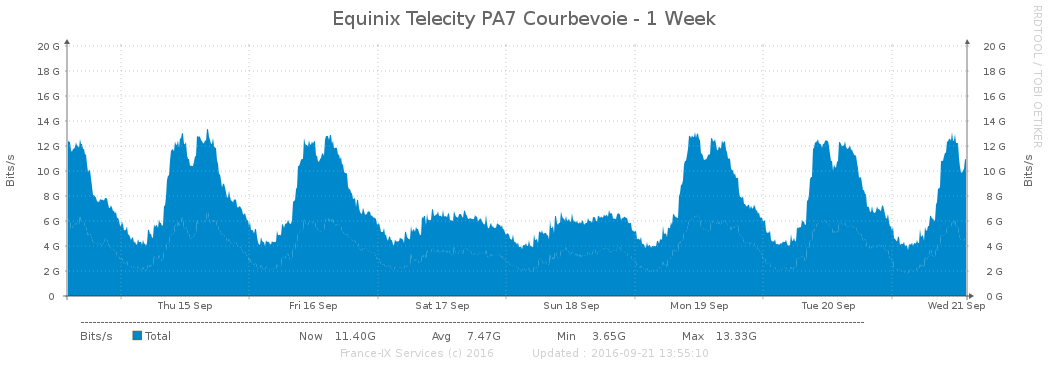 Equinix Telecity PA7 Courbevoie - 1 Week
RRDTOOL / TOBI OETIKER
Bits/s
20 G 20 G
18 G 18 G
16 G 16 G
14 G 14 G
12 G 12 G
10 G 10 G
8 G 8 G
6 G 6 G
4 G 4 G
2 G 2 G
0 0 G
Bits/s
Thu 15 Sep Fri 16 Sep Sat 17 Sep Sun 18 Sep Mon 19 Sep Tue 20 Sep Wed 21 Sep
Bits/s Total Now 11.40G Avg 7.47G Min 3.65G Max 13.33G
France-IX Services (c) 2016 Updated : 2016-09-21 13:55:10